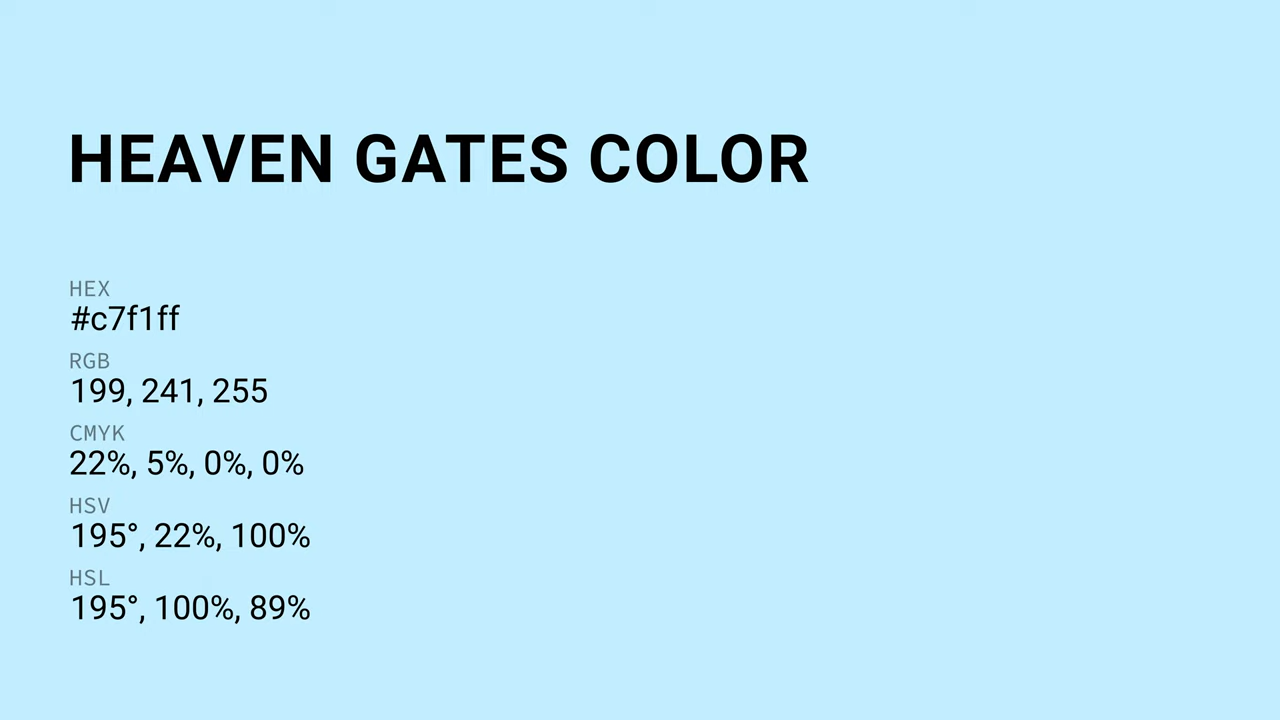 HEAVEN GATES COLOR
HEX
#c7f1ff
RGB
199, 241, 255
CMYK
22%, 5%, 0%, 0%
HSV
195°, 22%, 100%
HSL
195°, 100%, 89%